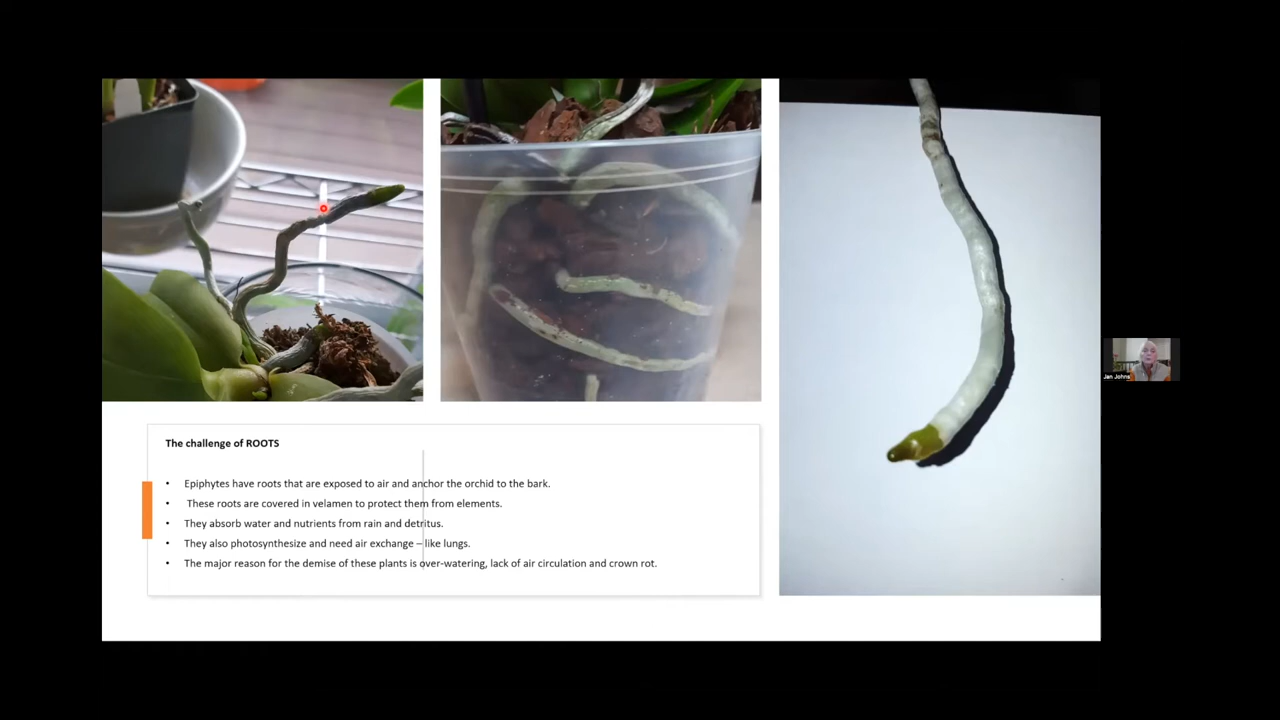 The challenge of ROOTS
• Epiphytes have roots that are exposed to air and anchor the orchid to the bark.
• These roots are covered in velamen to protect them from elements.
• They absorb water and nutrients from rain and detritus.
• They also photosynthesize and need air exchange – like lungs.
• The major reason for the demise of these plants is over-watering, lack of air circulation and crown rot.
Jan Johns